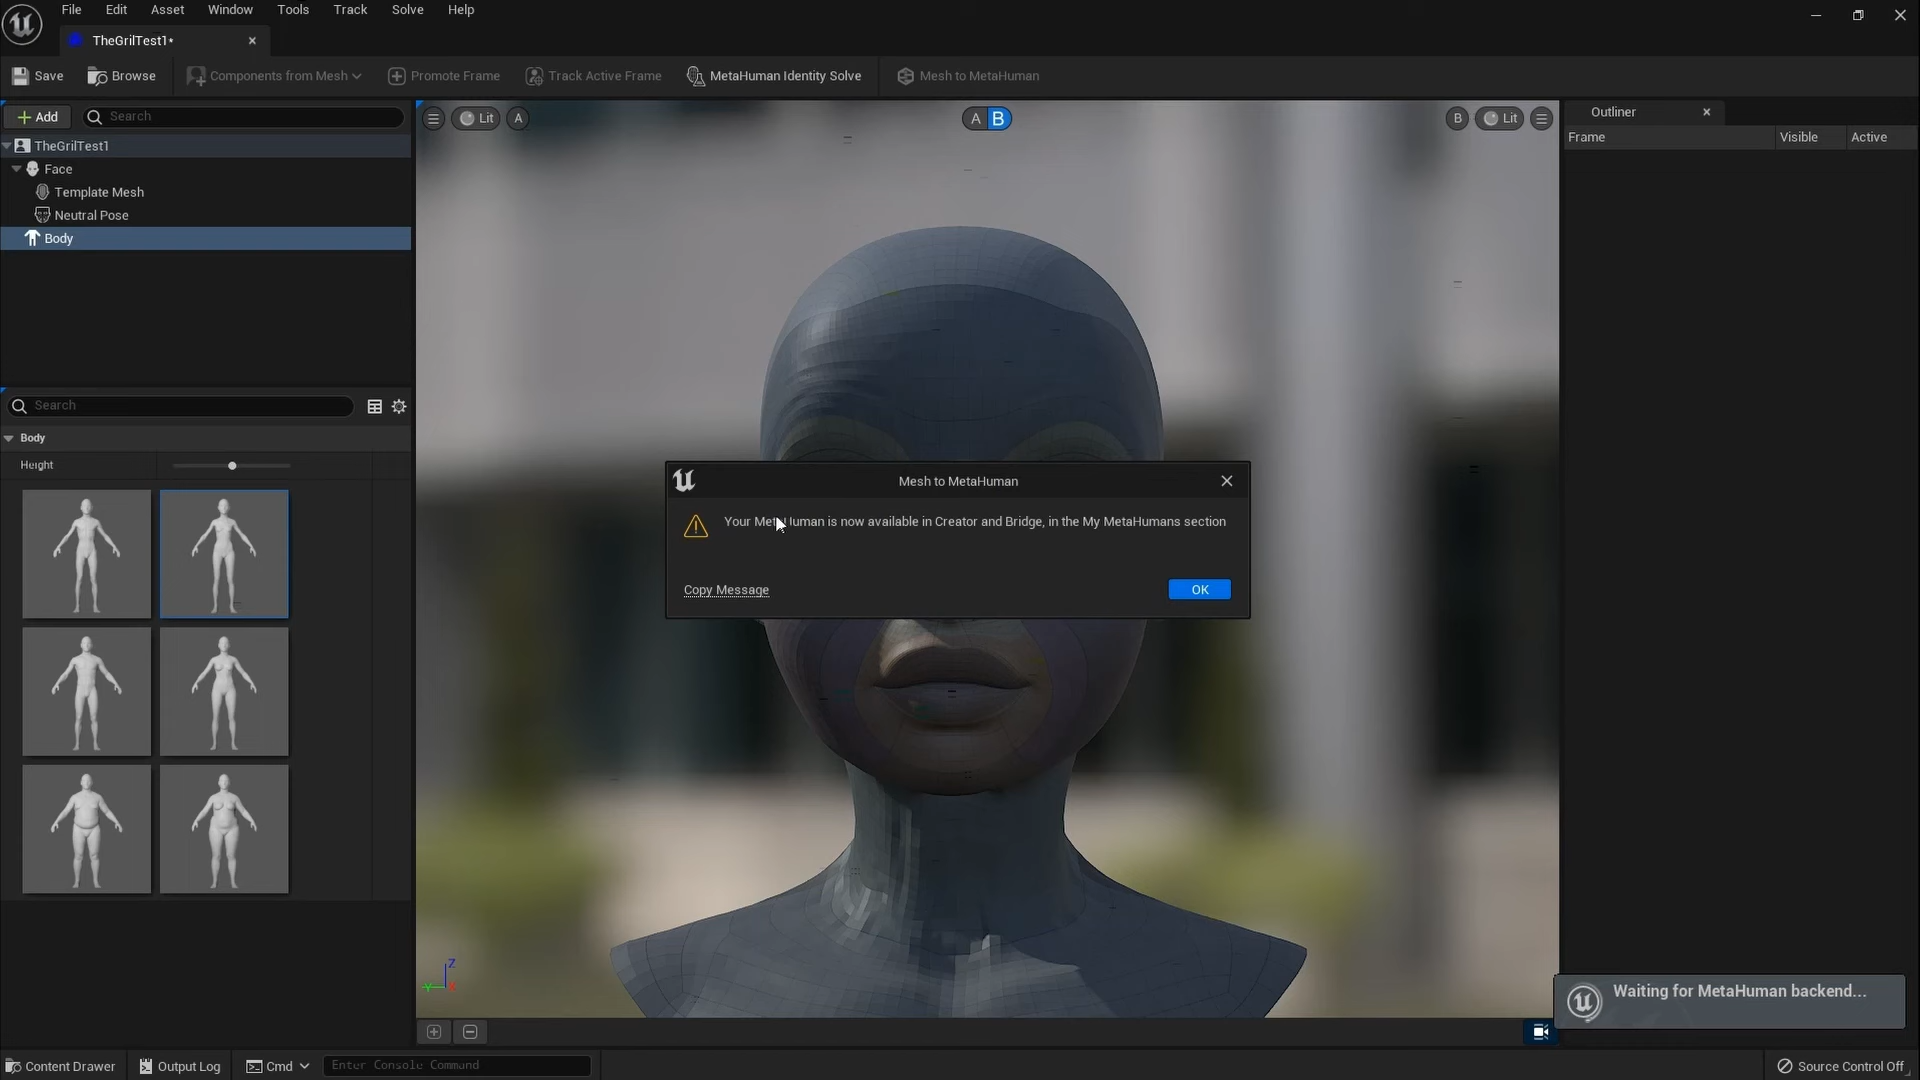 File Edit Asset Window Tools Track Solve Help
TheGrilTest1*
Save Browse Components from Mesh Promote Frame Track Active Frame MetaHuman Identity Solve Mesh to MetaHuman
Add Search
TheGrilTest1
Face
Template Mesh
Neutral Pose
Body
Search
Body
Height
Lit A
A B
B Lit
Outliner
Frame Visible Active
Mesh to MetaHuman
Your MetaHuman is now available in Creator and Bridge, in the My MetaHumans section
Copy Message OK
Z
Y X
Waiting for MetaHuman backend...
Content Drawer Output Log Cmd Enter Console Command Source Control Off